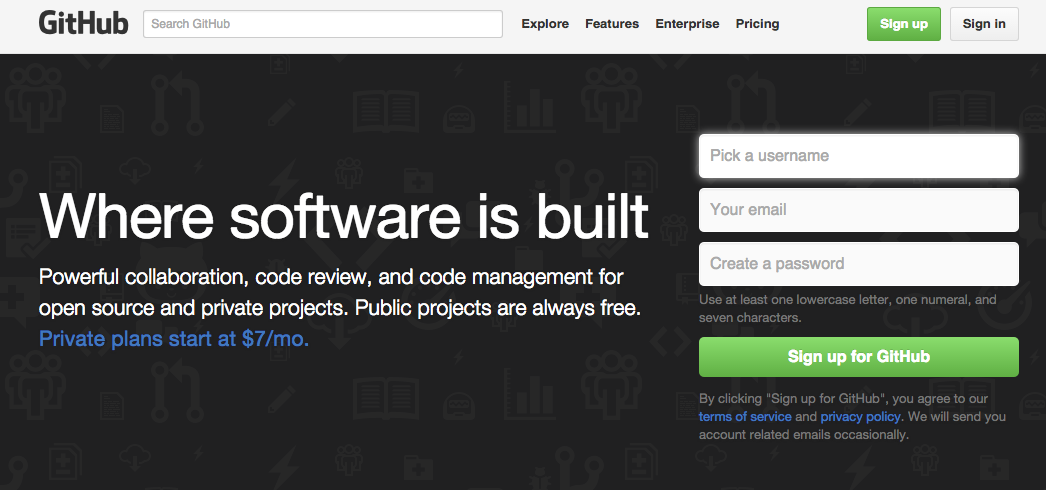 GitHub
Search GitHub
Explore
Features
Enterprise
Pricing
Sign up
Sign in
Where software is built
Powerful collaboration, code review, and code management for
open source and private projects. Public projects are always free.
Private plans start at $7/mo.
Pick a username
Your email
Create a password
Use at least one lowercase letter, one numeral, and
seven characters.
Sign up for GitHub
By clicking "Sign up for GitHub", you agree to our
terms of service and privacy policy. We will send you
account related emails occasionally.